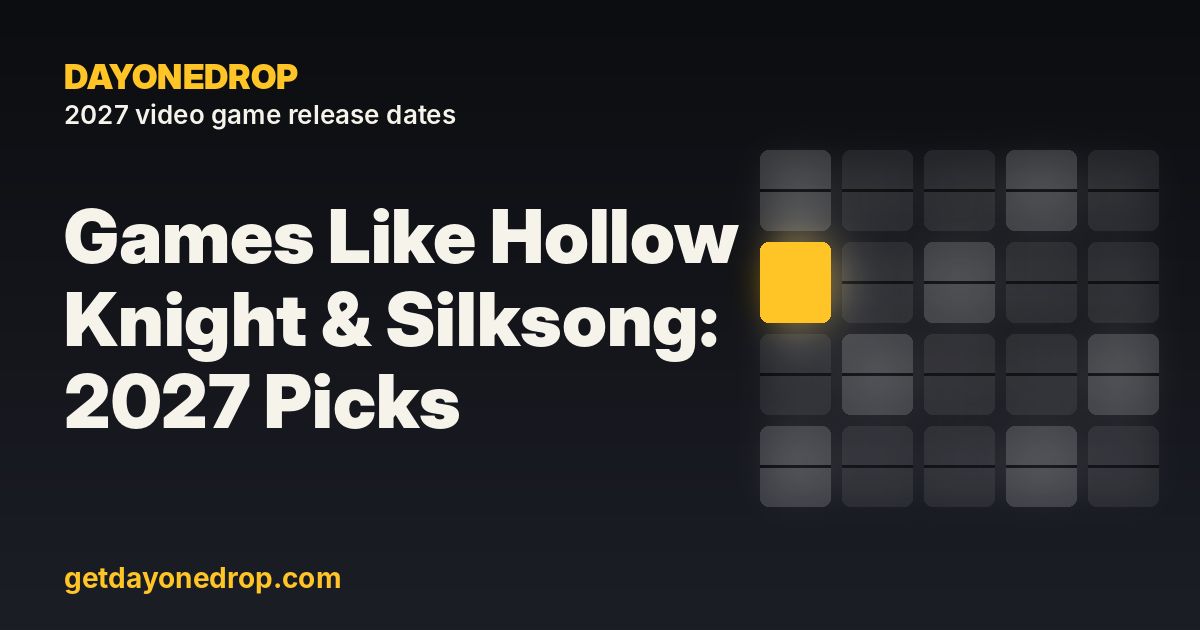 DAYONEDROP
2027 video game release dates
Games Like Hollow
Knight & Silksong:
2027 Picks
getdayonedrop.com